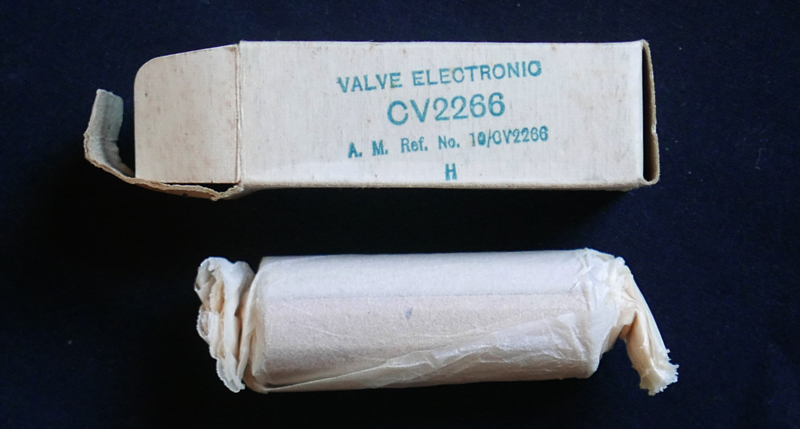 VALVE ELECTRONIC
CV2266
A. M. Ref. No. 10/CV2266
H